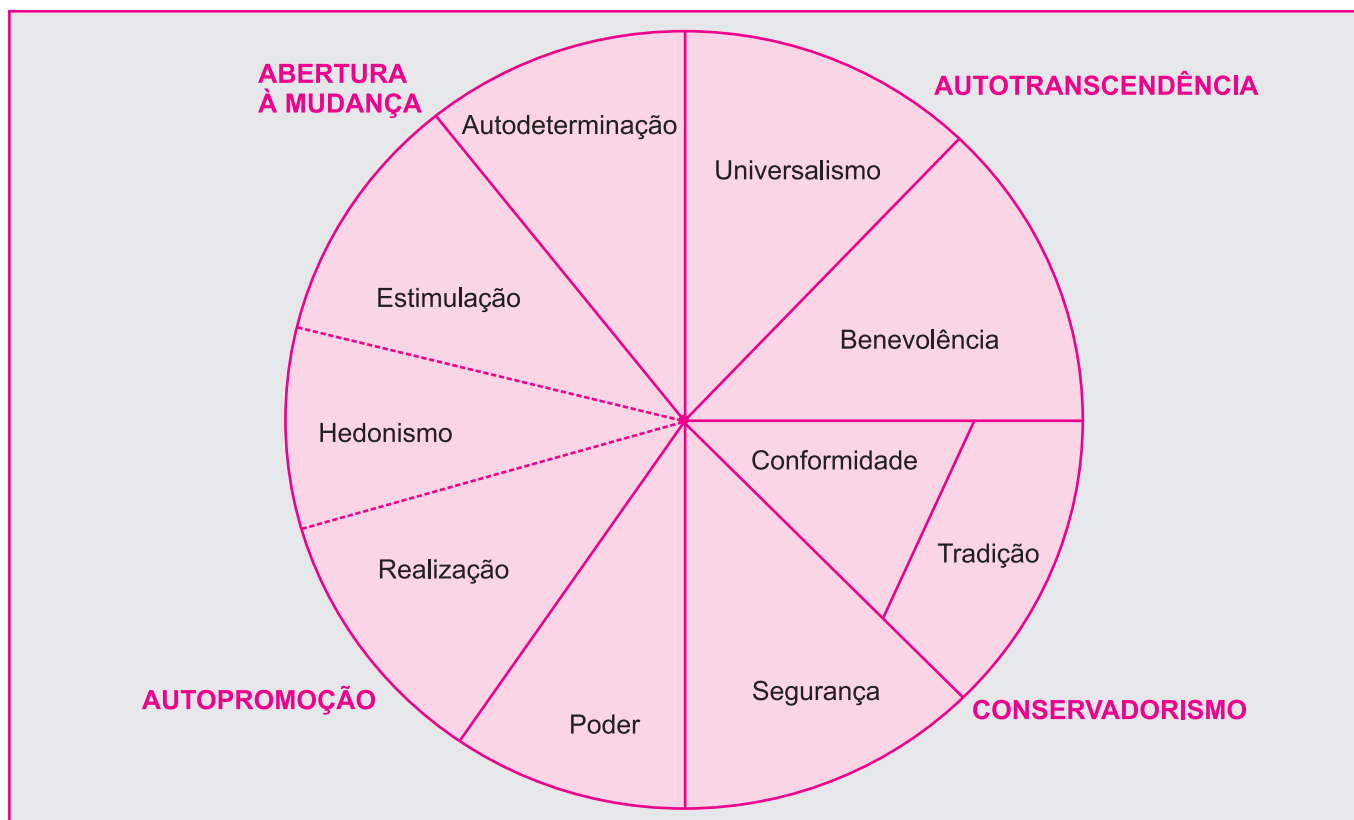 ABERTURA
À MUDANÇA
AUTOTRANSCENDÊNCIA
Autodeterminação
Universalismo
Estimulação
Benevolência
Hedonismo
Conformidade
Tradição
Realização
Segurança
AUTOPROMOÇÃO
CONSERVADORISMO
Poder